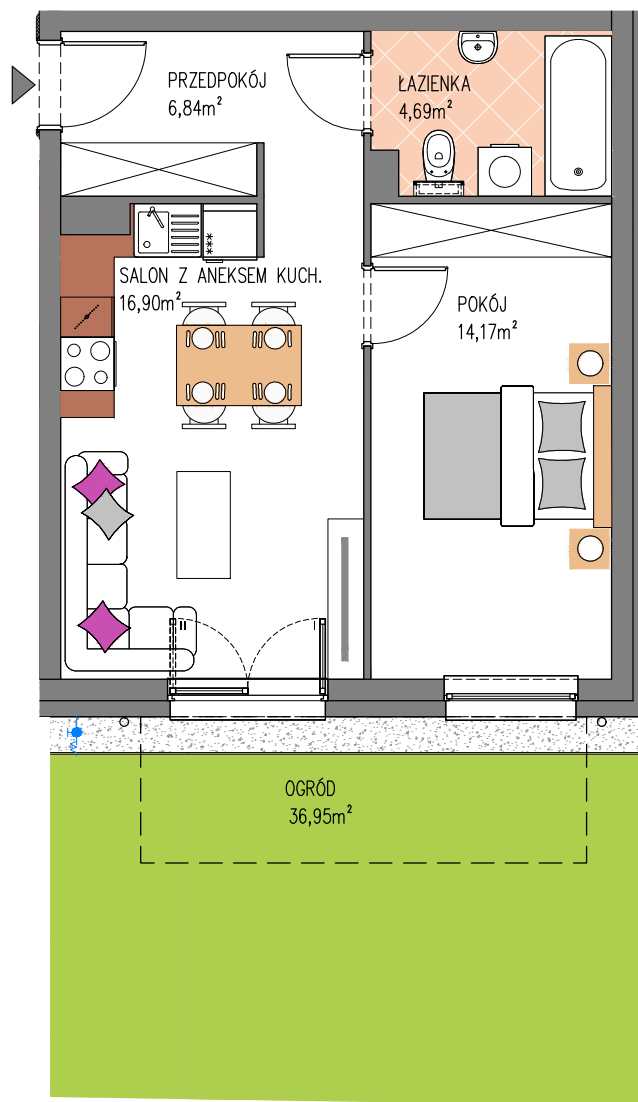 PRZEDPOKÓJ
6,84m²
ŁAZIENKA
4,69m²
SALON Z ANEKSEM KUCH.
16,90m²
POKÓJ
14,17m²
OGRÓD
36,95m²